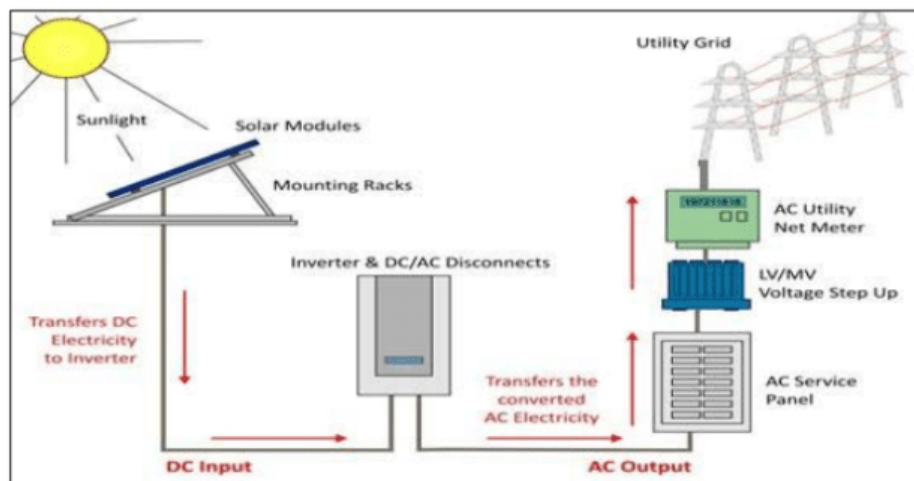 Sunlight
Solar Modules
Mounting Racks
Utility Grid
AC Utility
Net Meter
LV/MV
Voltage Step Up
AC Service
Panel
Inverter & DC/AC Disconnects
Transfers DC
Electricity
to Inverter
Transfers the
converted
AC Electricity
DC Input
AC Output